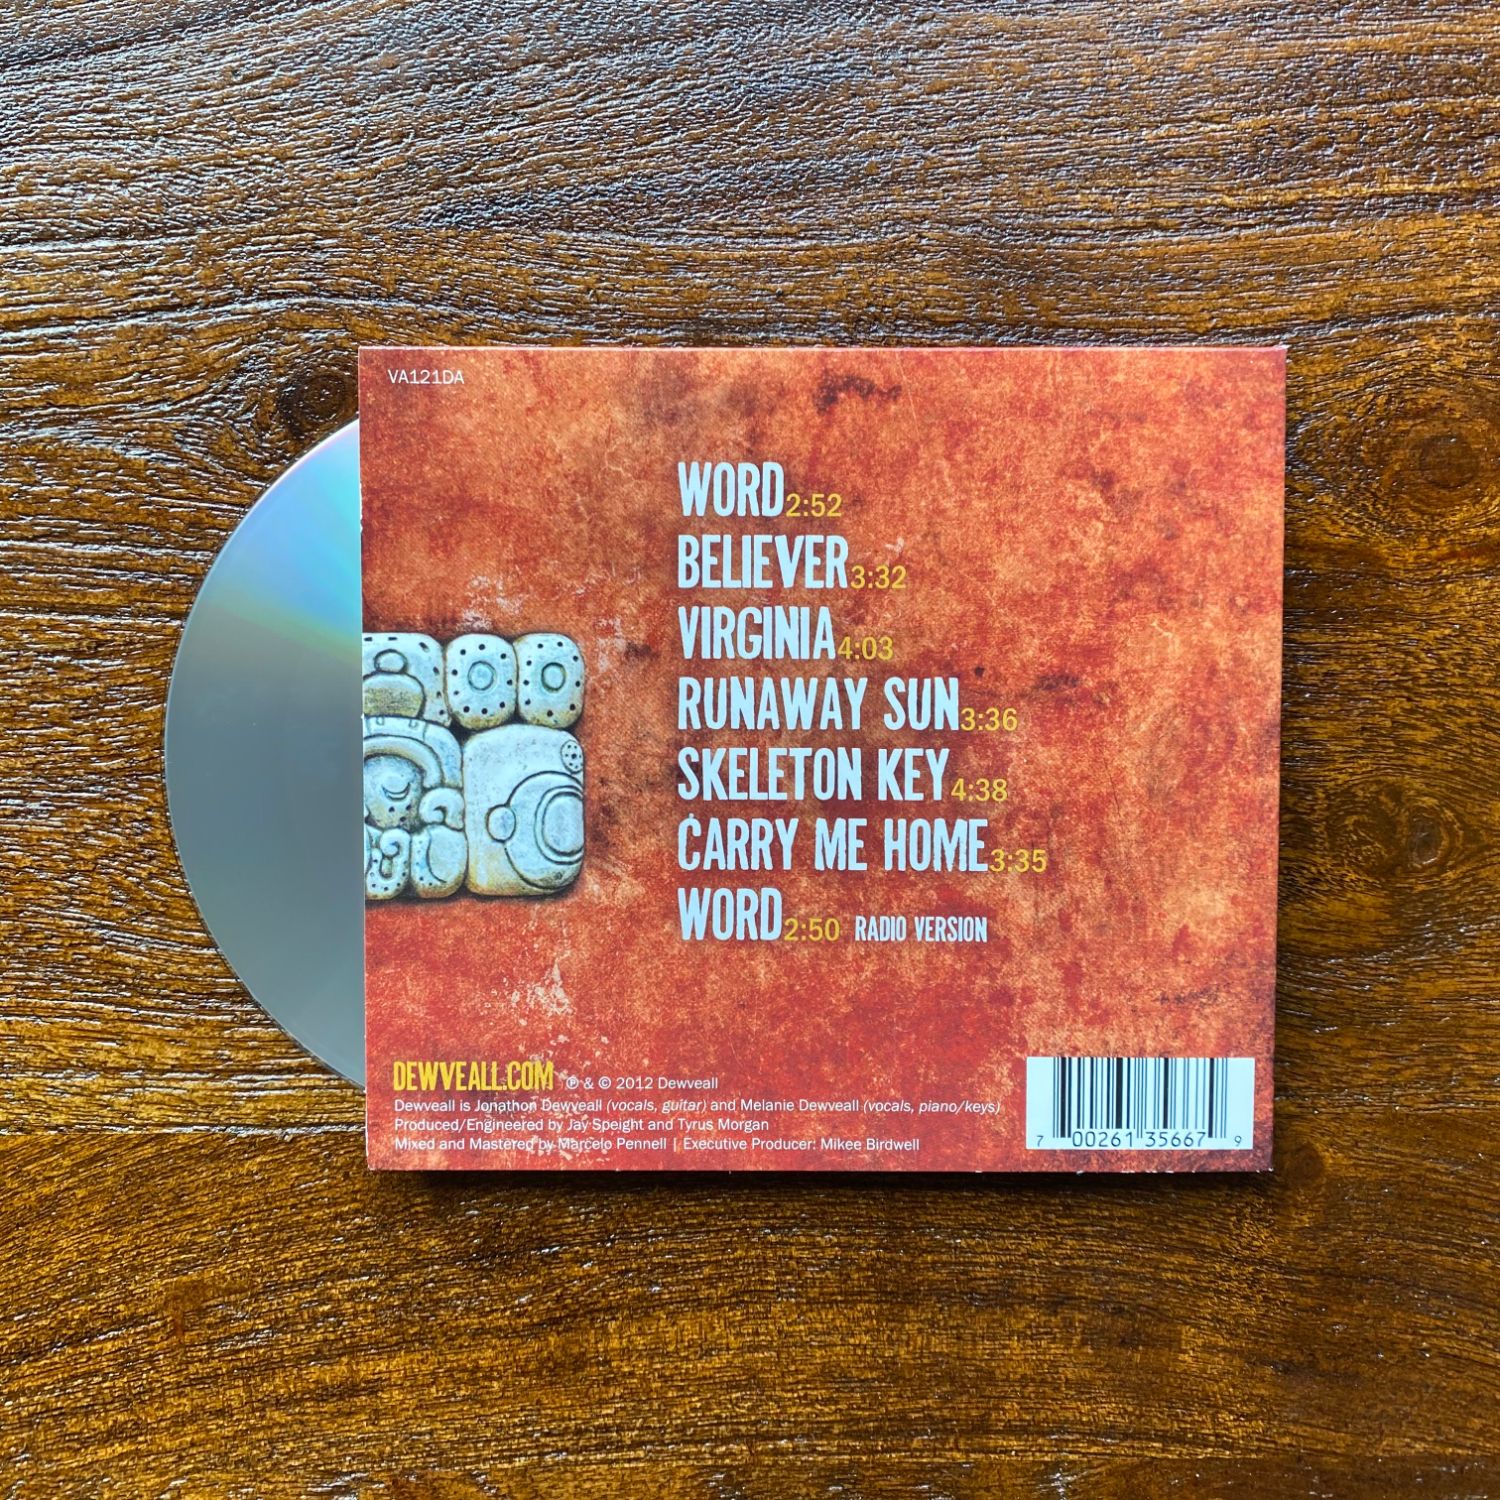 VA121DA
WORD 2:52
BELIEVER 3:32
VIRGINIA 4:03
RUNAWAY SUN 3:36
SKELETON KEY 4:38
CARRY ME HOME 3:35
WORD 2:50 RADIO VERSION
DEWVEALL.COM ℗ & © 2012 Dewveall
Dewveall is Jonathon Dewveall (vocals, guitar) and Melanie Dewveall (vocals, piano/keys)
Produced/Engineered by Jay Speight and Tyrus Morgan
Mixed and Mastered by Marcelo Pennell | Executive Producer: Mikee Birdwell
7 00261 35667 9